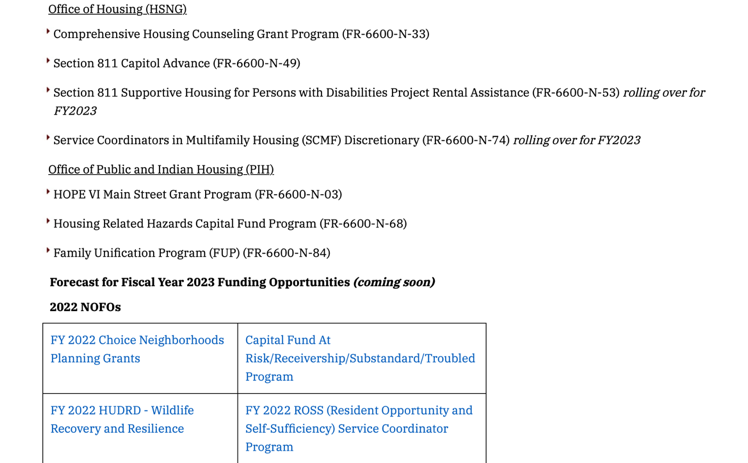 Office of Housing (HSNG)
Comprehensive Housing Counseling Grant Program (FR-6600-N-33)
Section 811 Capitol Advance (FR-6600-N-49)
Section 811 Supportive Housing for Persons with Disabilities Project Rental Assistance (FR-6600-N-53) rolling over for
FY2023
Service Coordinators in Multifamily Housing (SCMF) Discretionary (FR-6600-N-74) rolling over for FY2023
Office of Public and Indian Housing (PIH)
HOPE VI Main Street Grant Program (FR-6600-N-03)
Housing Related Hazards Capital Fund Program (FR-6600-N-68)
Family Unification Program (FUP) (FR-6600-N-84)
Forecast for Fiscal Year 2023 Funding Opportunities (coming soon)
2022 NOFOs
FY 2022 Choice Neighborhoods
Planning Grants
Capital Fund At
Risk/Receivership/Substandard/Troubled
Program
FY 2022 HUDRD - Wildlife
Recovery and Resilience
FY 2022 ROSS (Resident Opportunity and
Self-Sufficiency) Service Coordinator
Program